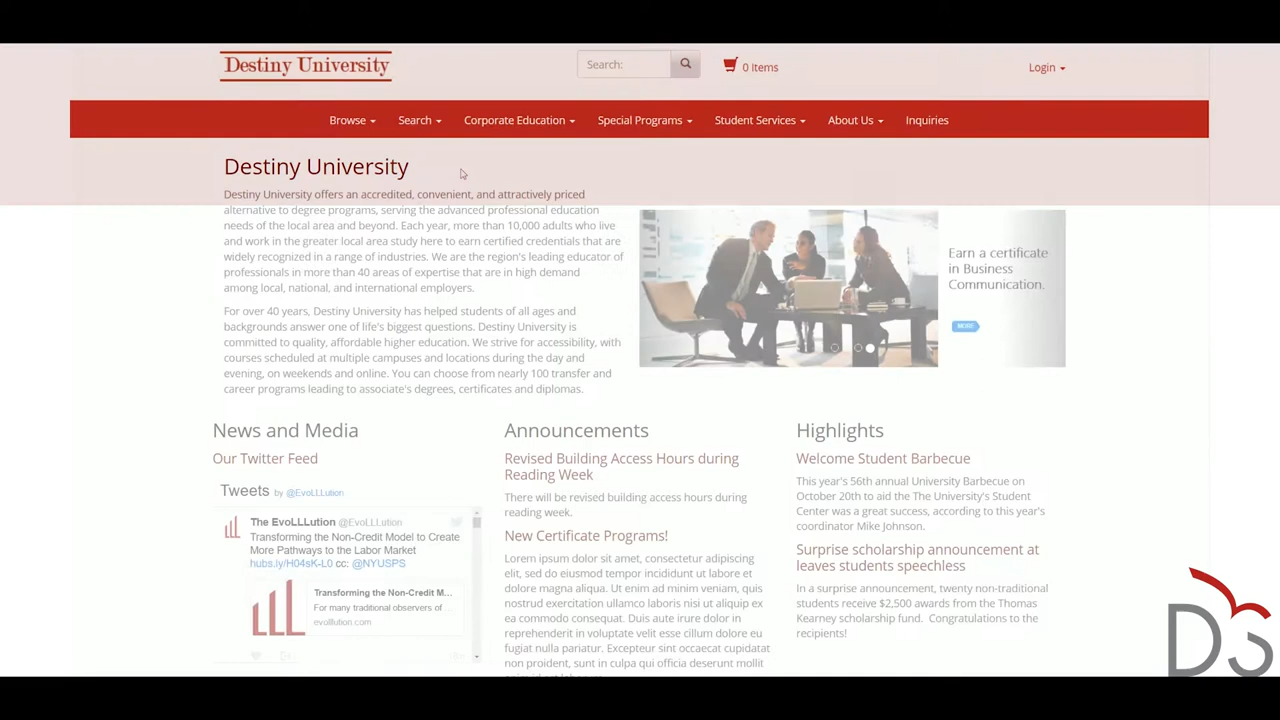 Destiny University
Search:
0 Items
Login
Browse
Search
Corporate Education
Special Programs
Student Services
About Us
Inquiries
Destiny University
Destiny University offers an accredited, convenient, and attractively priced
alternative to degree programs, serving the advanced professional education
needs of the local area and beyond. Each year, more than 10,000 adults who live
and work in the greater local area study here to earn certified credentials that are
widely recognized in a range of industries. We are the region's leading educator of
professionals in more than 40 areas of expertise that are in high demand
among local, national, and international employers.
For over 40 years, Destiny University has helped students of all ages and
backgrounds answer one of life's biggest questions. Destiny University is
committed to quality, affordable higher education. We strive for accessibility, with
courses scheduled at multiple campuses and locations during the day and
evening, on weekends and online. You can choose from nearly 100 transfer and
career programs leading to associate's degrees, certificates and diplomas.
Earn a certificate
in Business
Communication.
MORE
News and Media
Our Twitter Feed
Tweets by @EvoLLLution
The EvoLLLution @EvoLLLution
Transforming the Non-Credit Model to Create
More Pathways to the Labor Market
hubs.ly/H04sK-L0 cc: @NYUSPS
Transforming the Non-Credit M...
For many traditional observers of ...
evolllution.com
Announcements
Revised Building Access Hours during
Reading Week
There will be revised building access hours during
reading week.
New Certificate Programs!
Lorem ipsum dolor sit amet, consectetur adipiscing
elit, sed do eiusmod tempor incididunt ut labore et
dolore magna aliqua. Ut enim ad minim veniam, quis
nostrud exercitation ullamco laboris nisi ut aliquip ex
ea commodo consequat. Duis aute irure dolor in
reprehenderit in voluptate velit esse cillum dolore eu
fugiat nulla pariatur. Excepteur sint occaecat cupidatat
non proident, sunt in culpa qui officia deserunt mollit
Highlights
Welcome Student Barbecue
This year's 56th annual University Barbecue on
October 20th to aid the The University's Student
Center was a great success, according to this year's
coordinator Mike Johnson.
Surprise scholarship announcement at
leaves students speechless
In a surprise announcement, twenty non-traditional
students receive $2,500 awards from the Thomas
Kearney scholarship fund. Congratulations to the
recipients!